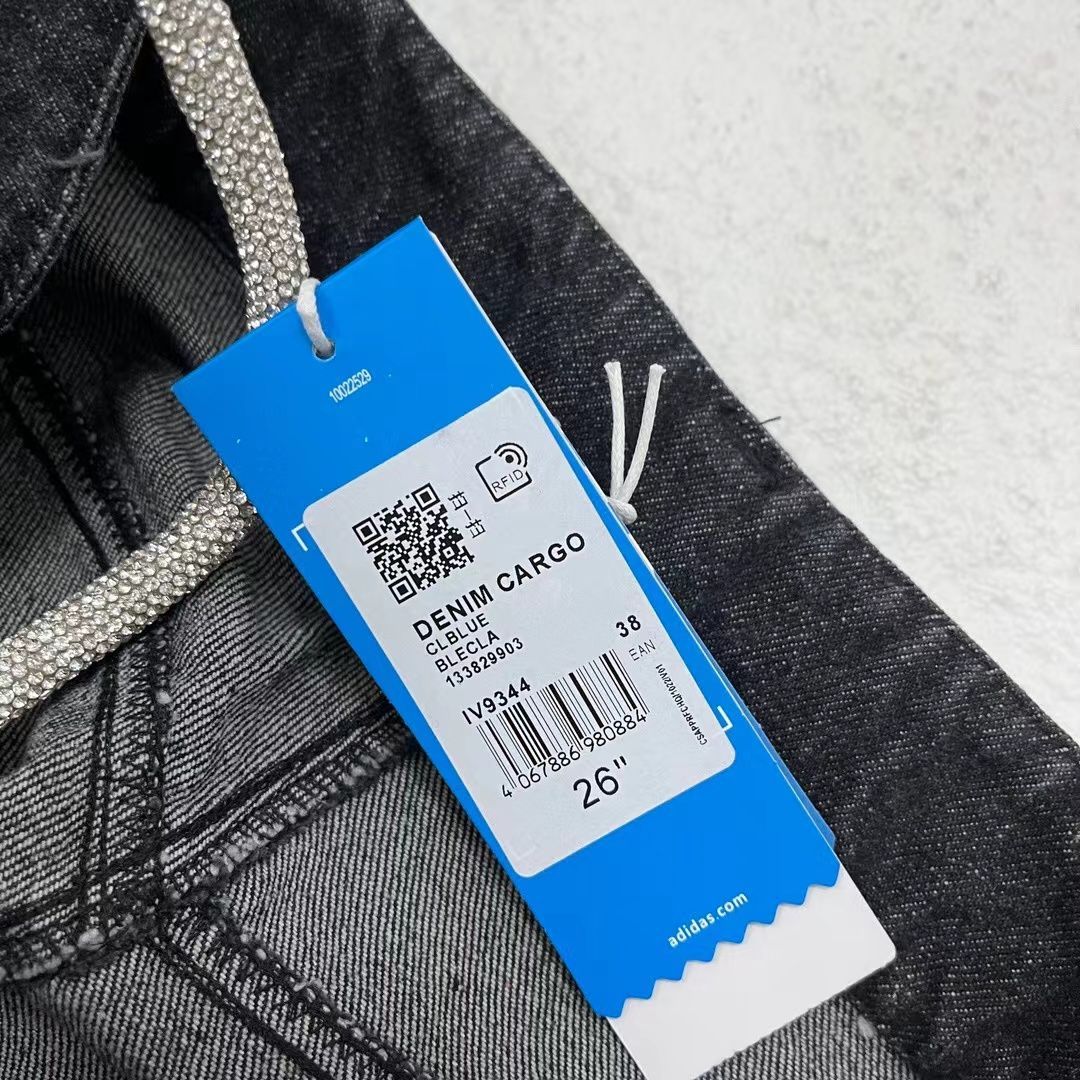 10022529
RFID
DENIM CARGO
CLBLUE
BLECLA
133829903
38
EAN
IV9344
4 067886 980884
26"
adidas.com